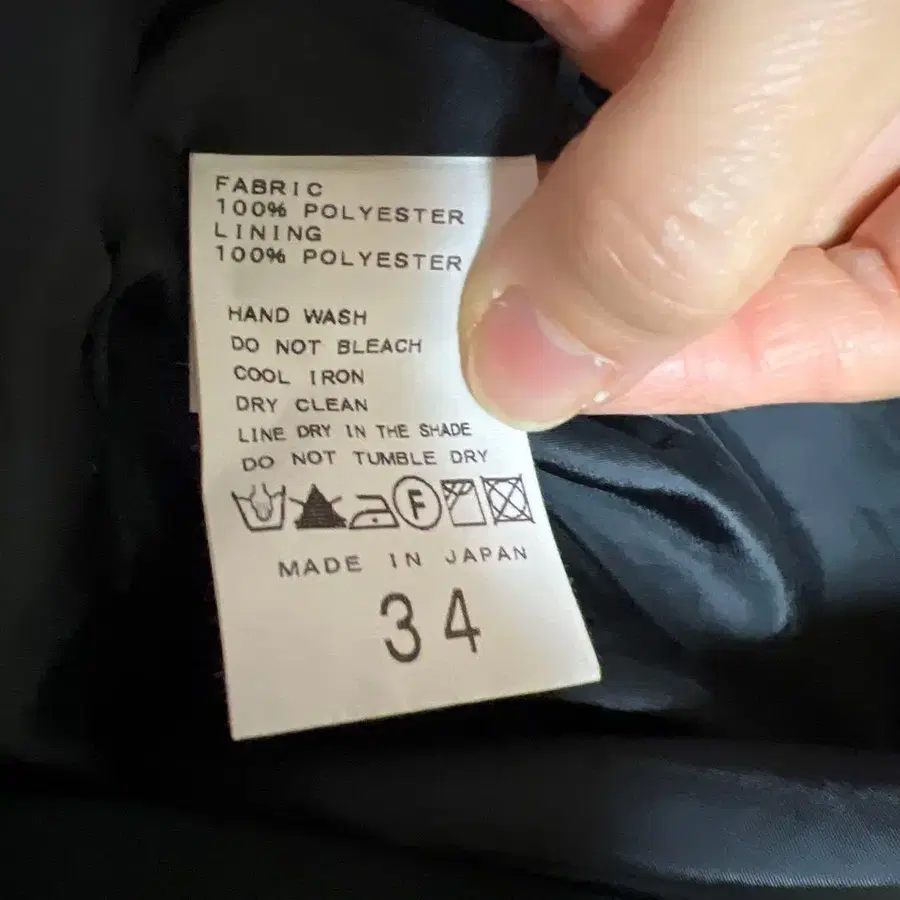 FABRIC
100% POLYESTER
LINING
100% POLYESTER
HAND WASH
DO NOT BLEACH
COOL IRON
DRY CLEAN
LINE DRY IN THE SHADE
DO NOT TUMBLE DRY
F
MADE IN JAPAN
34